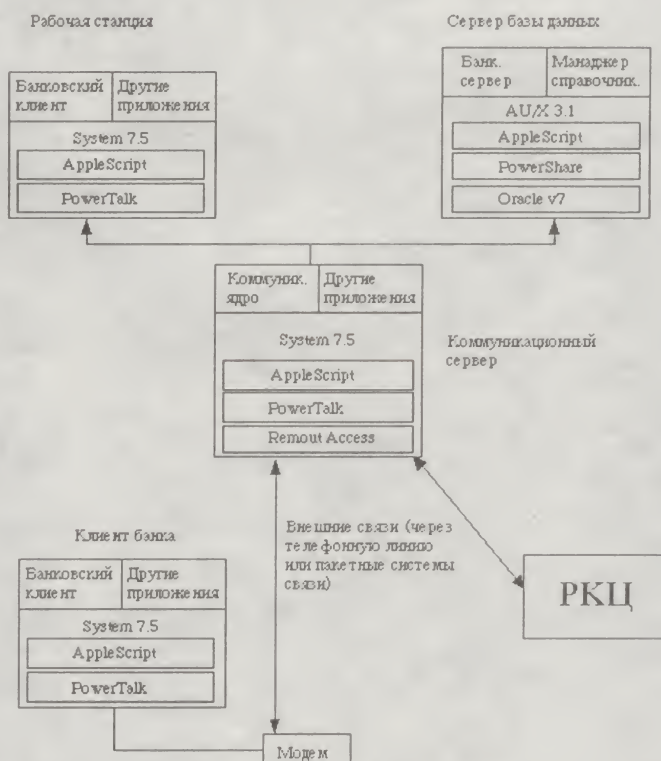 Рабочая станция
Сервер базы данных
Банковский
клиент
Другие
приложения
System 7.5
AppleScript
PowerTalk
Банк.
сервер
Манаджер
справочник.
AU/X 3.1
AppleScript
PowerShare
Oracle v7
Коммуник.
ядро
Другие
приложения
System 7.5
AppleScript
PowerTalk
Remout Access
Коммуникационный
сервер
Внешние связи (через
телефонную линию
или пакетные системы
связи)
РКЦ
Клиент банка
Банковский
клиент
Другие
приложения
System 7.5
AppleScript
PowerTalk
Модем